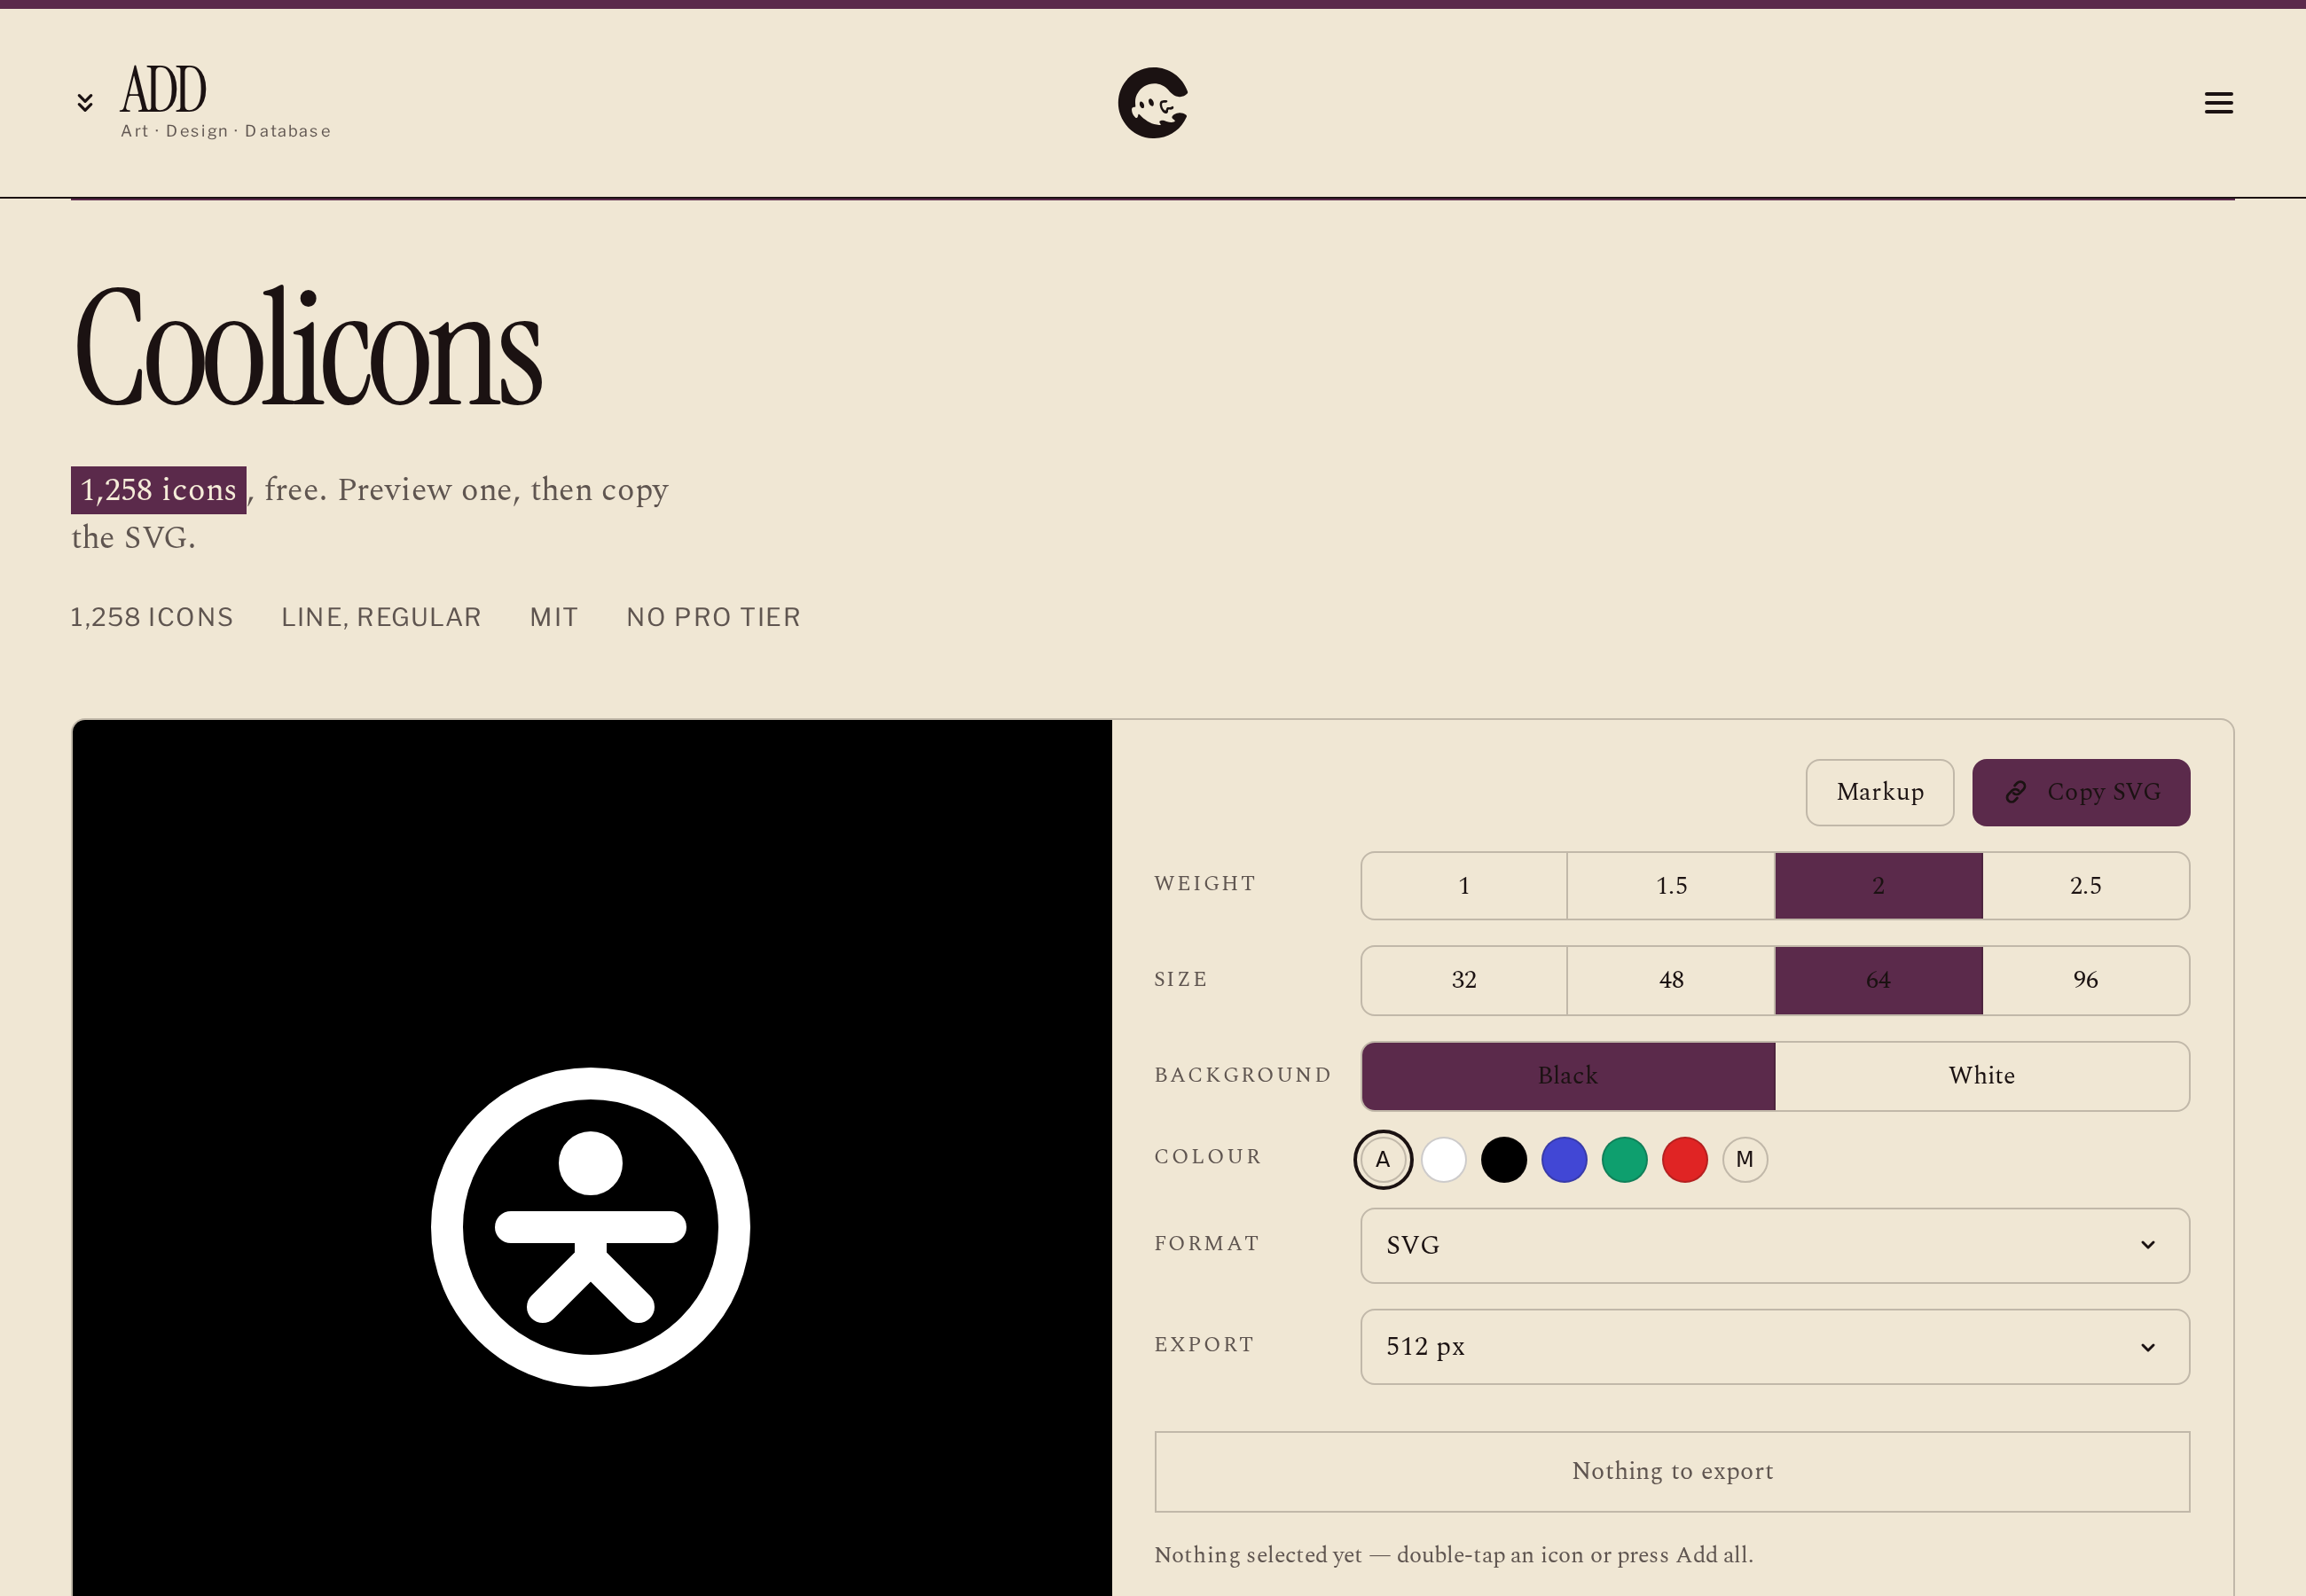 ADD
Art · Design · Database
Coolicons
1,258 icons, free. Preview one, then copy
the SVG.
1,258 ICONS LINE, REGULAR MIT NO PRO TIER
Markup Copy SVG
WEIGHT 1 1.5 2 2.5
SIZE 32 48 64 96
BACKGROUND Black White
COLOUR A M
FORMAT SVG
EXPORT 512 px
Nothing to export
Nothing selected yet — double-tap an icon or press Add all.